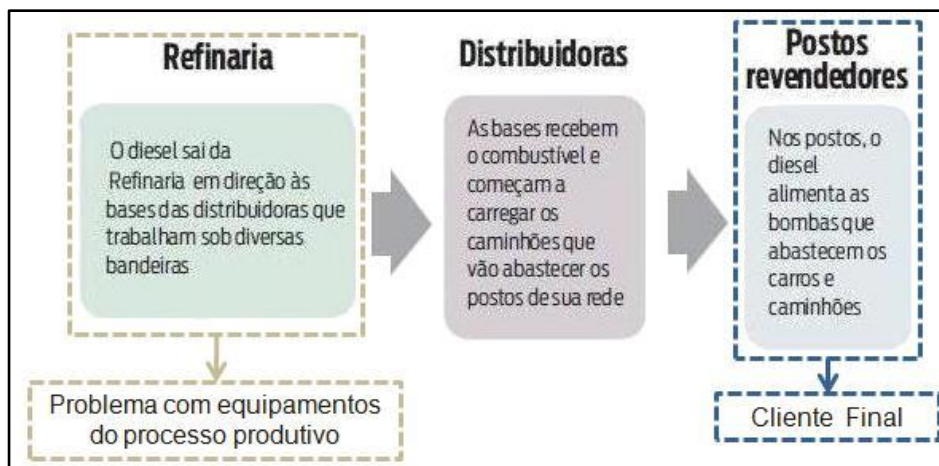 Refinaria
O diesel sai da
Refinaria em direção às
bases das distribuidoras que
trabalham sob diversas
bandeiras
Problema com equipamentos
do processo produtivo
Distribuidoras
As bases recebem
o combustível e
começam a
carregar os
caminhões que
vão abastecer os
postos de sua rede
Postos
revendedores
Nos postos, o
diesel
alimenta as
bombas que
abastecem os
carros e
caminhões
Cliente Final